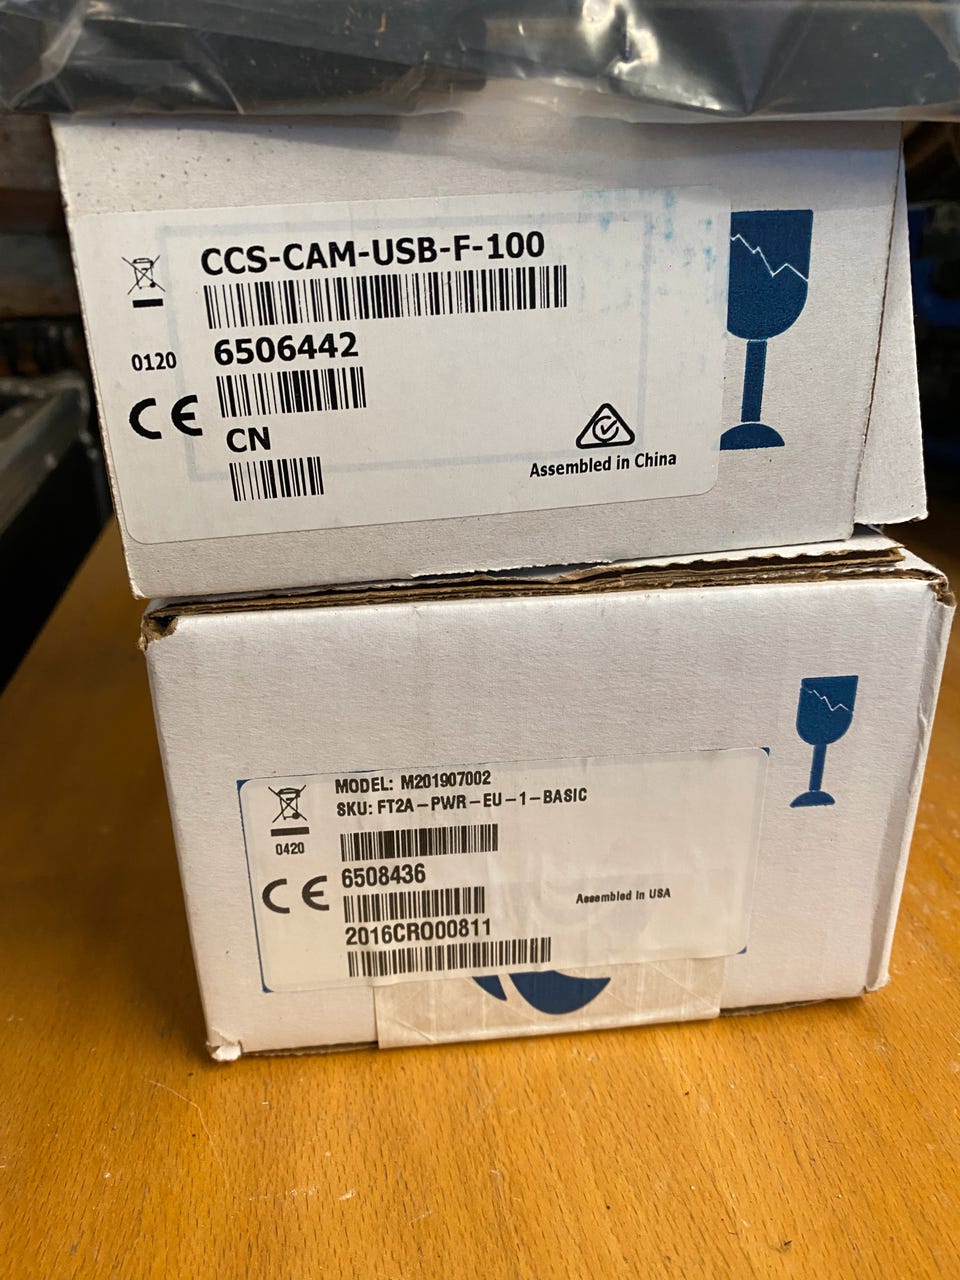 CCS-CAM-USB-F-100
0120
6506442
CE
CN
Assembled in China
MODEL: M201907002
SKU: FT2A-PWR-EU-1-BASIC
0420
CE
6508436
Assembled in USA
2016CRO00811